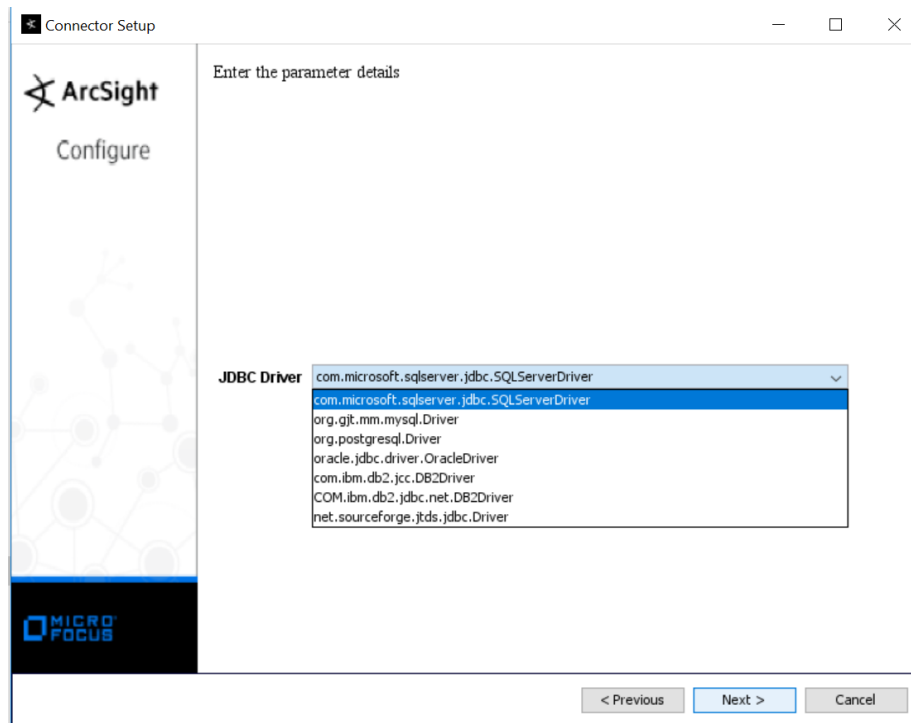 Connector Setup
ArcSight
Configure
Enter the parameter details
JDBC Driver com.microsoft.sqlserver.jdbc.SQLServerDriver
com.microsoft.sqlserver.jdbc.SQLServerDriver
org.gjt.mm.mysql.Driver
org.postgresql.Driver
oracle.jdbc.driver.OracleDriver
com.ibm.db2.jcc.DB2Driver
COM.ibm.db2.jdbc.net.DB2Driver
net.sourceforge.jtds.jdbc.Driver
MICRO
FOCUS
< Previous Next > Cancel